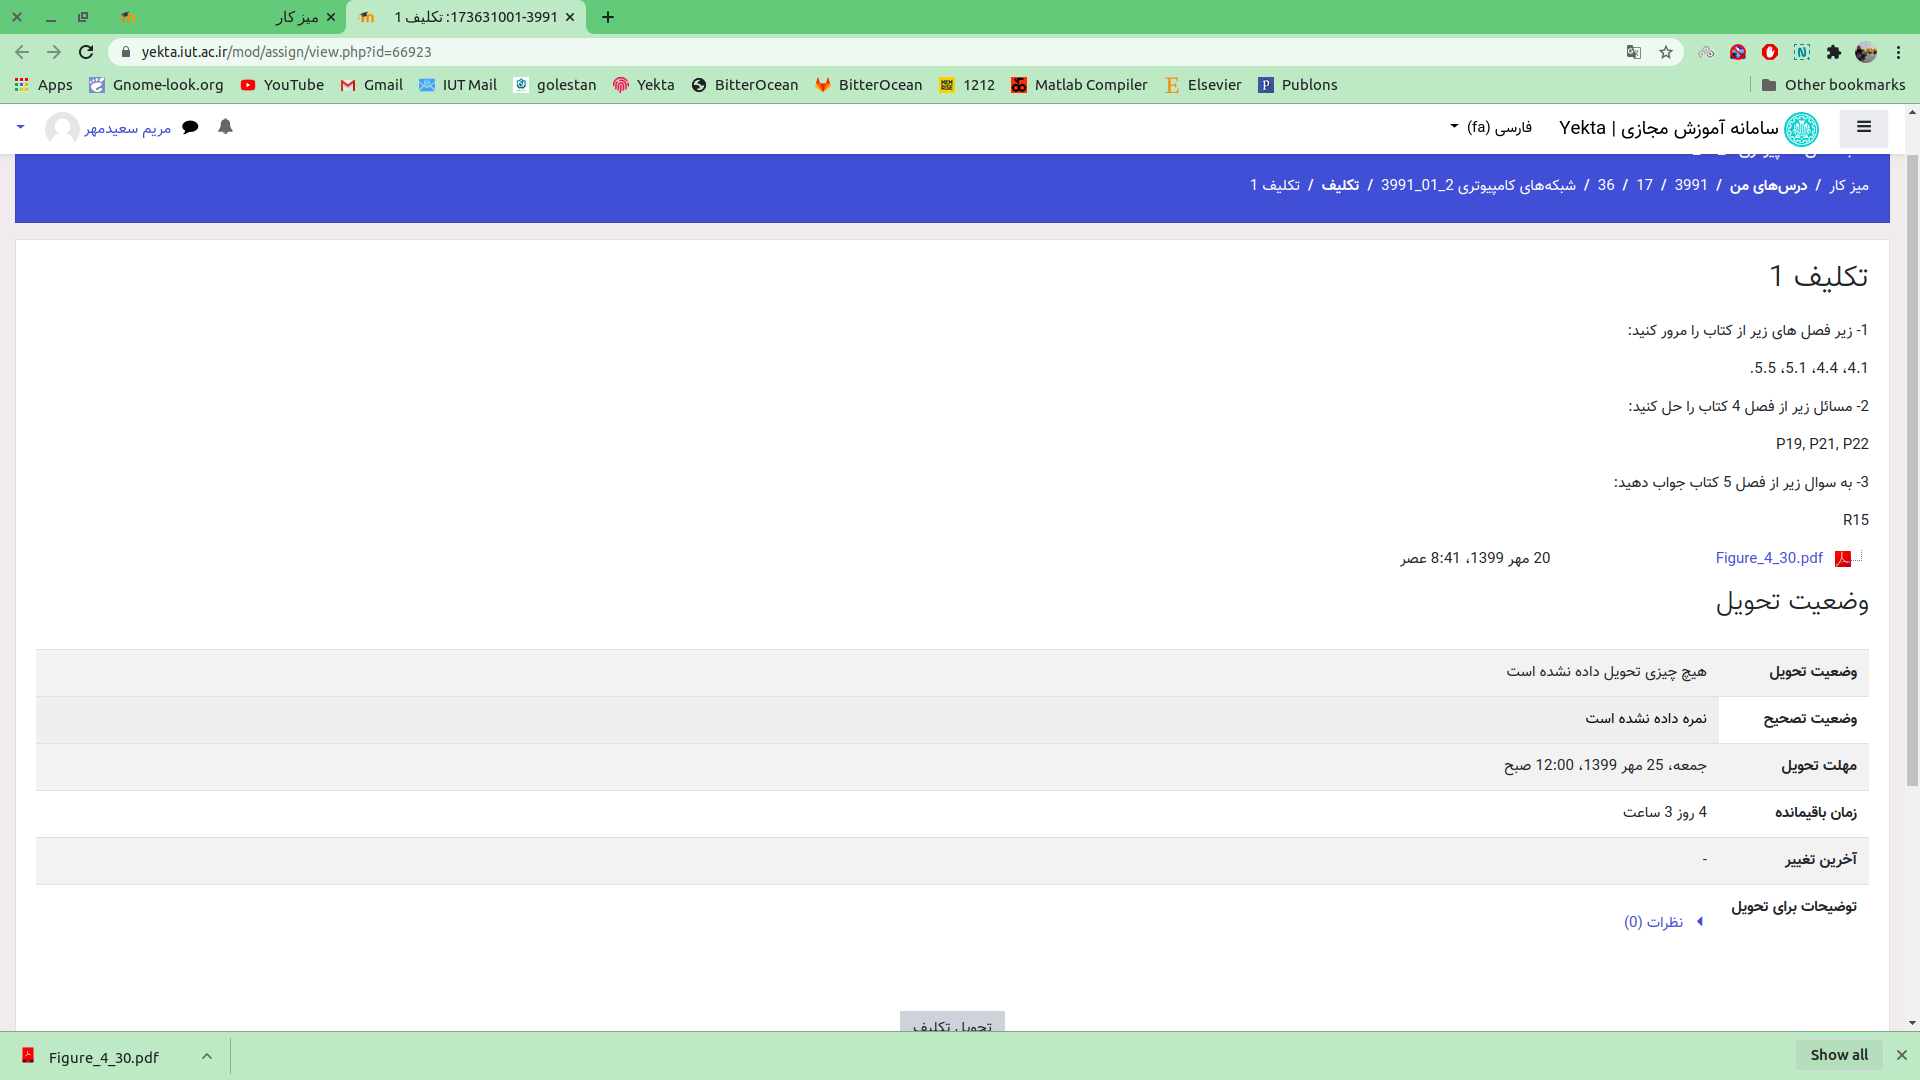 میز کار
173631001-3991: تکلیف 1
yekta.iut.ac.ir/mod/assign/view.php?id=66923
Apps Gnome-look.org YouTube Gmail IUT Mail golestan Yekta BitterOcean BitterOcean 1212 Matlab Compiler Elsevier Publons Other bookmarks
سامانه آموزش مجازی | Yekta فارسی ‎(fa)‎ مریم سعیدمهر
میز کار / درس‌های من / 3991 / 17 / 36 / شبکه‌های کامپیوتری 2_01_3991 / تکلیف / تکلیف 1
تکلیف 1
1- زیر فصل های زیر از کتاب را مرور کنید:
4.1، 4.4، 5.1، 5.5.
2- مسائل زیر از فصل 4 کتاب را حل کنید:
P19, P21, P22
3- به سوال زیر از فصل 5 کتاب جواب دهید:
R15
Figure_4_30.pdf 20 مهر 1399، 8:41 عصر
وضعیت تحویل
وضعیت تحویل هیچ چیزی تحویل داده نشده است
وضعیت تصحیح نمره داده نشده است
مهلت تحویل جمعه، 25 مهر 1399، 12:00 صبح
زمان باقیمانده 4 روز 3 ساعت
آخرین تغییر -
توضیحات برای تحویل
نظرات (0)
تحویل تکلیف
Figure_4_30.pdf Show all